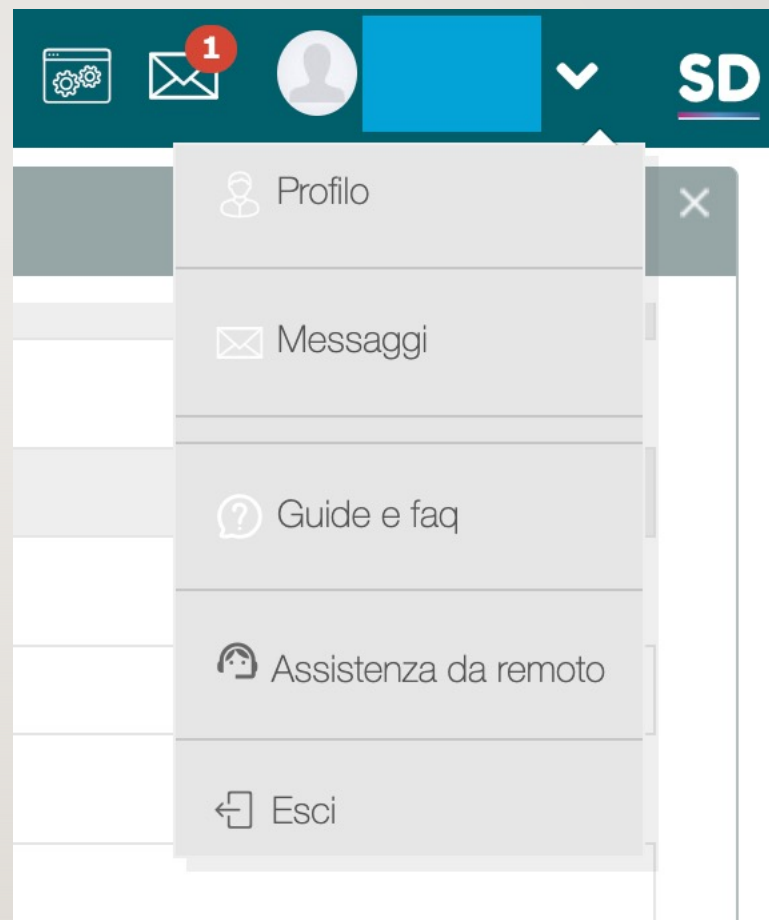 1
SD
Profilo
Messaggi
Guide e faq
Assistenza da remoto
Esci